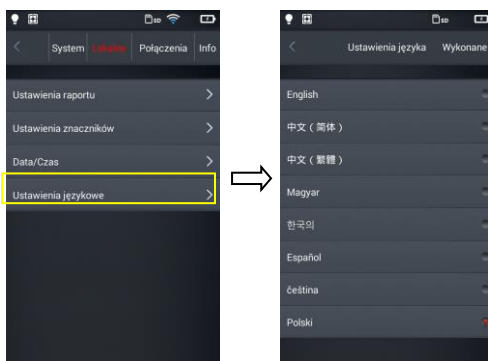 System Lokalne Połączenia Info
Ustawienia raportu
Ustawienia znaczników
Data/Czas
Ustawienia językowe
Ustawienia języka Wykonane
English
中文（简体）
中文（繁體）
Magyar
한국의
Español
čeština
Polski